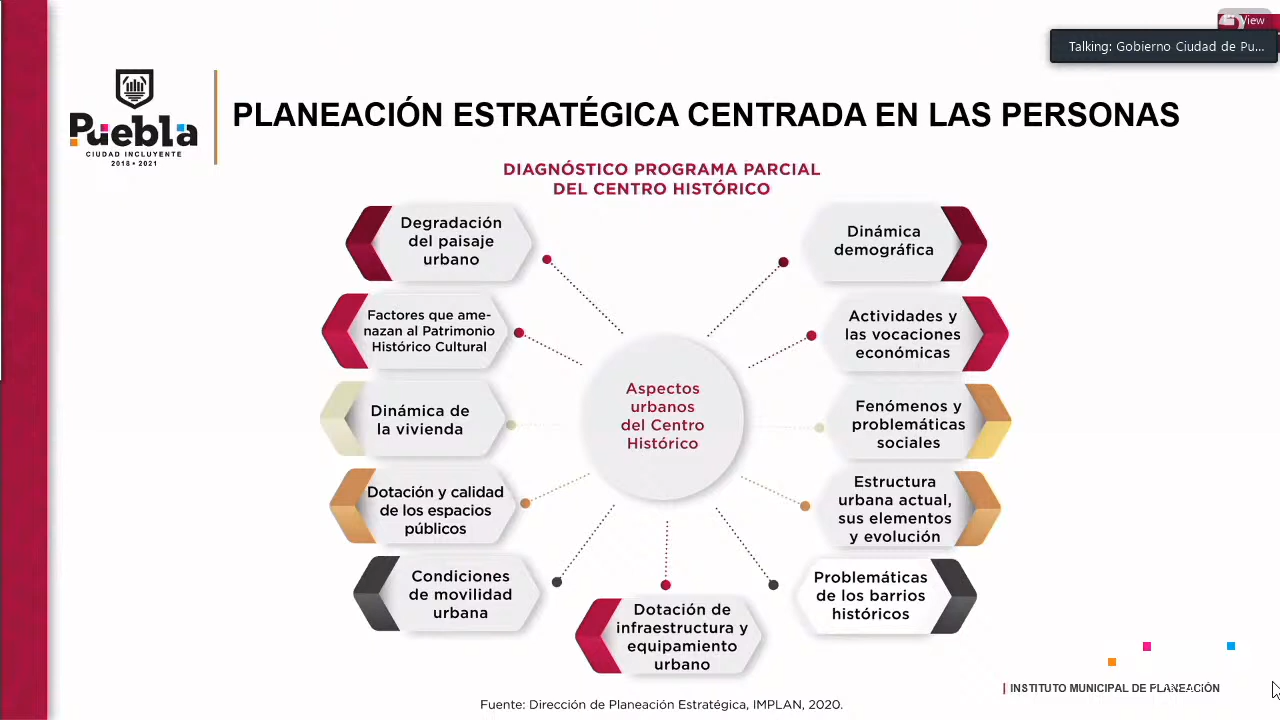 View
Talking: Gobierno Ciudad de Pu...
Puebla
CIUDAD INCLUYENTE
2018 • 2021
PLANEACIÓN ESTRATÉGICA CENTRADA EN LAS PERSONAS
DIAGNÓSTICO PROGRAMA PARCIAL
DEL CENTRO HISTÓRICO
Degradación
del paisaje
urbano
Factores que ame-
nazan al Patrimonio
Histórico Cultural
Dinámica de
la vivienda
Dotación y calidad
de los espacios
públicos
Condiciones
de movilidad
urbana
Aspectos
urbanos
del Centro
Histórico
Dotación de
infraestructura y
equipamiento
urbano
Dinámica
demográfica
Actividades y
las vocaciones
económicas
Fenómenos y
problemáticas
sociales
Estructura
urbana actual,
sus elementos
y evolución
Problemáticas
de los barrios
históricos
INSTITUTO MUNICIPAL DE PLANEACIÓN
Fuente: Dirección de Planeación Estratégica, IMPLAN, 2020.